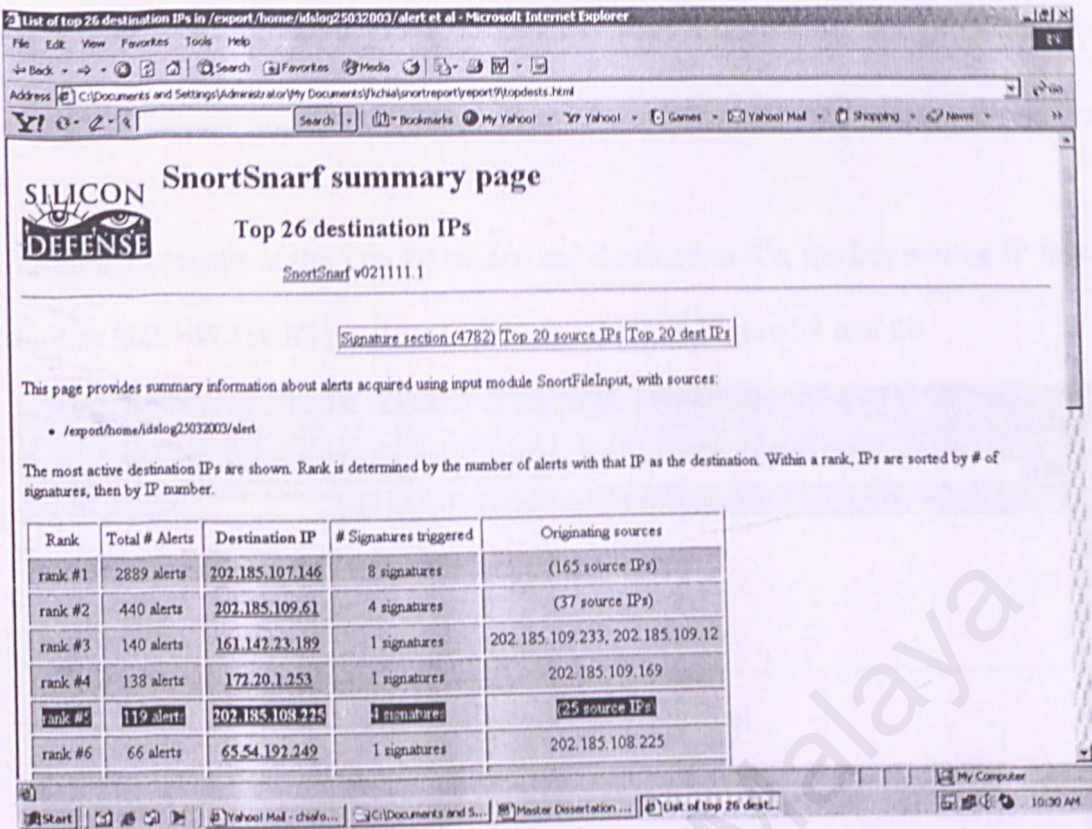 List of top 26 destination IPs in /export/home/idslog25032003/alert et al - Microsoft Internet Explorer
File Edit View Favorites Tools Help
Back Search Favorites Media
Address C:\Documents and Settings\Administrator\My Documents\fkchia\snortreport\report9\topdests.html Go
Y! Search Bookmarks My Yahoo! Yahoo! Games Yahoo! Mail Shopping News
SILICON DEFENSE
SnortSnarf summary page
Top 26 destination IPs
SnortSnarf v021111.1
Signature section (4782) Top 20 source IPs Top 20 dest IPs
This page provides summary information about alerts acquired using input module SnortFileInput, with sources:
• /export/home/idslog25032003/alert
The most active destination IPs are shown. Rank is determined by the number of alerts with that IP as the destination. Within a rank, IPs are sorted by # of
signatures, then by IP number.
Rank Total # Alerts Destination IP # Signatures triggered Originating sources
rank #1 2889 alerts 202.185.107.146 8 signatures (165 source IPs)
rank #2 440 alerts 202.185.109.61 4 signatures (37 source IPs)
rank #3 140 alerts 161.142.23.189 1 signatures 202.185.109.233, 202.185.109.12
rank #4 138 alerts 172.20.1.253 1 signatures 202.185.109.169
rank #5 119 alerts 202.185.108.225 4 signatures (25 source IPs)
rank #6 66 alerts 65.54.192.249 1 signatures 202.185.108.225
My Computer
Start Yahoo! Mail - chiafo... C:\Documents and S... Master Dissertation ... List of top 26 dest... 10:30 AM
Malaya